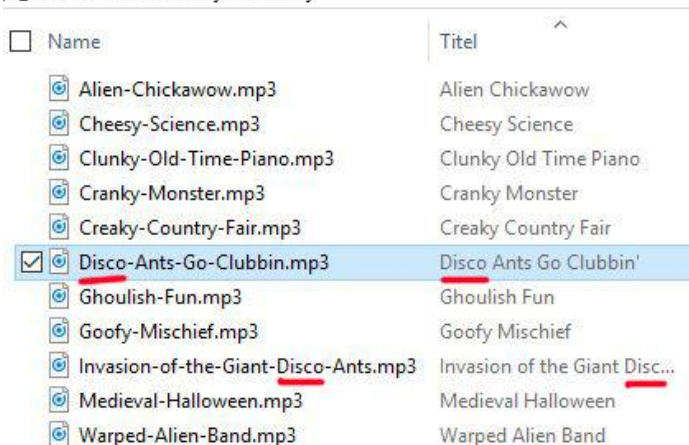 Name Titel
Alien-Chickawow.mp3 Alien Chickawow
Cheesy-Science.mp3 Cheesy Science
Clunky-Old-Time-Piano.mp3 Clunky Old Time Piano
Cranky-Monster.mp3 Cranky Monster
Creaky-Country-Fair.mp3 Creaky Country Fair
Disco-Ants-Go-Clubbin.mp3 Disco Ants Go Clubbin'
Ghoulish-Fun.mp3 Ghoulish Fun
Goofy-Mischief.mp3 Goofy Mischief
Invasion-of-the-Giant-Disco-Ants.mp3 Invasion of the Giant Disc...
Medieval-Halloween.mp3 Medieval Halloween
Warped-Alien-Band.mp3 Warped Alien Band